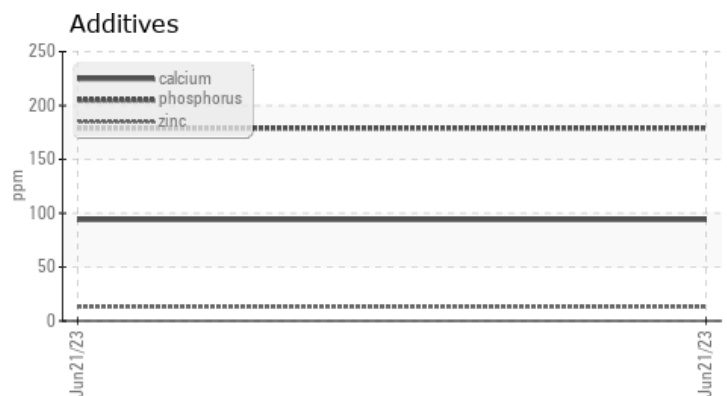 Additives
250
200
150
100
50
0
ppm
calcium
phosphorus
zinc
Jun21/23
Jun21/23